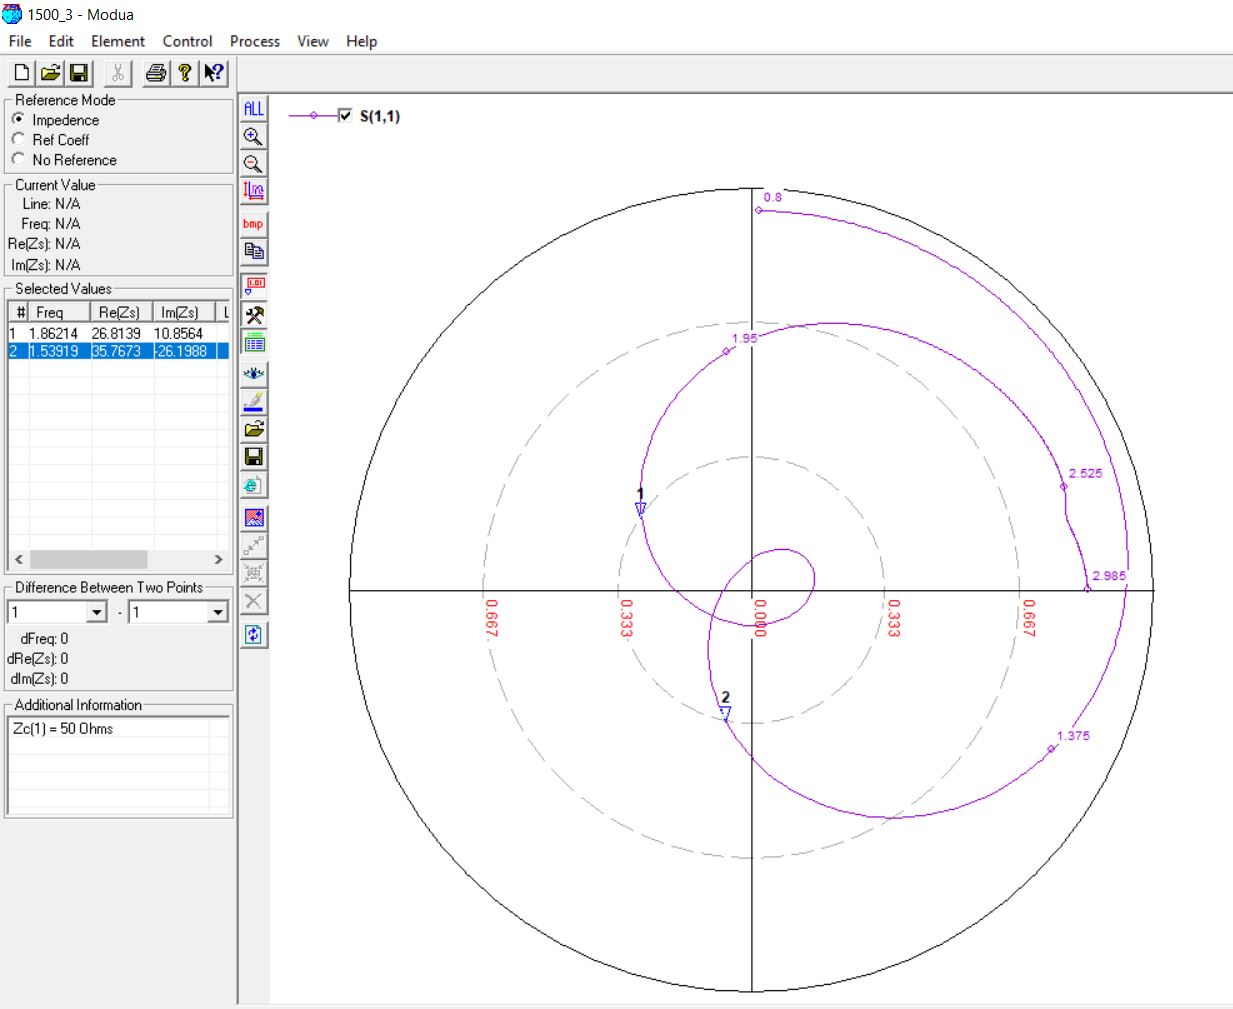 1500_3 - Modua
File Edit Element Control Process View Help
Reference Mode
Impedence
Ref Coeff
No Reference
Current Value
Line: N/A
Freq: N/A
Re(Zs): N/A
Im(Zs): N/A
Selected Values
# Freq Re(Zs) Im(Zs) L
1 1.86214 26.8139 10.8564
2 1.53919 35.7673 -26.1988
Difference Between Two Points
1 - 1
dFreq: 0
dRe(Zs): 0
dIm(Zs): 0
Additional Information
Zc(1) = 50 Ohms
ALL
bmp
1.01
S(1,1)
0.8
1.95
2.525
1
2.985
0.667
0.333
0.000
0.333
0.667
2
1.375